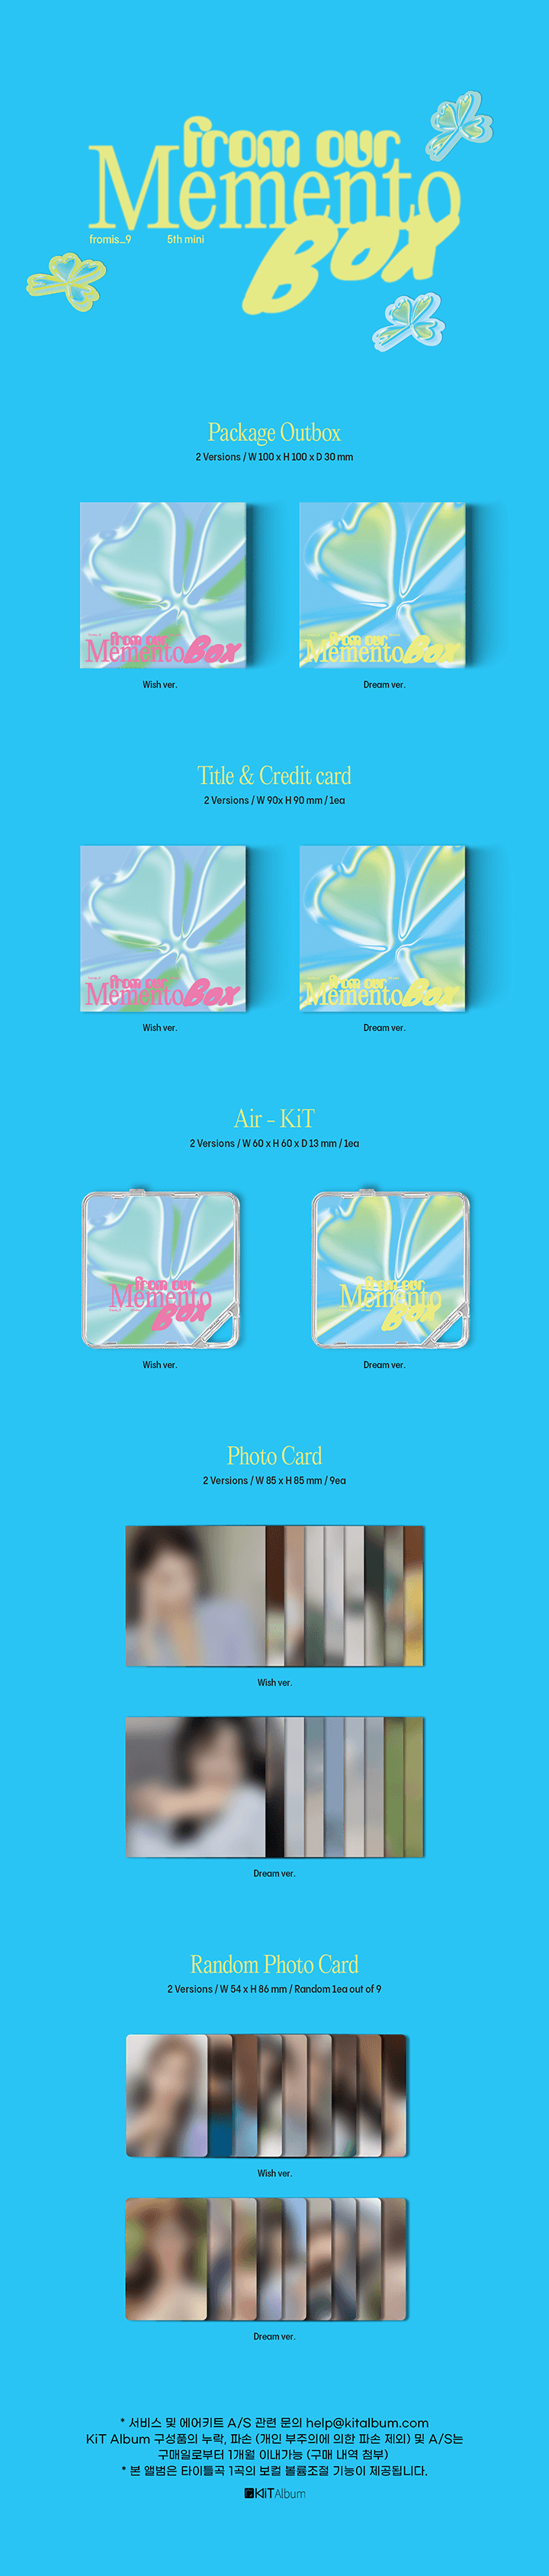 from our
Memento
Box
fromis_9 5th mini
Package Outbox
2 Versions / W 100 x H 100 x D 30 mm
from our
Memento Box
from our
Memento Box
Wish ver.
Dream ver.
Title & Credit card
2 Versions / W 90x H 90 mm / 1ea
from our
Memento Box
from our
Memento Box
Wish ver.
Dream ver.
Air - KiT
2 Versions / W 60 x H 60 x D 13 mm / 1ea
from our
Memento
Box
from our
Memento
Box
Wish ver.
Dream ver.
Photo Card
2 Versions / W 85 x H 85 mm / 9ea
Wish ver.
Dream ver.
Random Photo Card
2 Versions / W 54 x H 86 mm / Random 1ea out of 9
Wish ver.
Dream ver.
* 서비스 및 에어키트 A/S 관련 문의 help@kitalbum.com
KiT Album 구성품의 누락, 파손 (개인 부주의에 의한 파손 제외) 및 A/S는
구매일로부터 1개월 이내가능 (구매 내역 첨부)
* 본 앨범은 타이틀곡 1곡의 보컬 볼륨조절 기능이 제공됩니다.
KiT Album